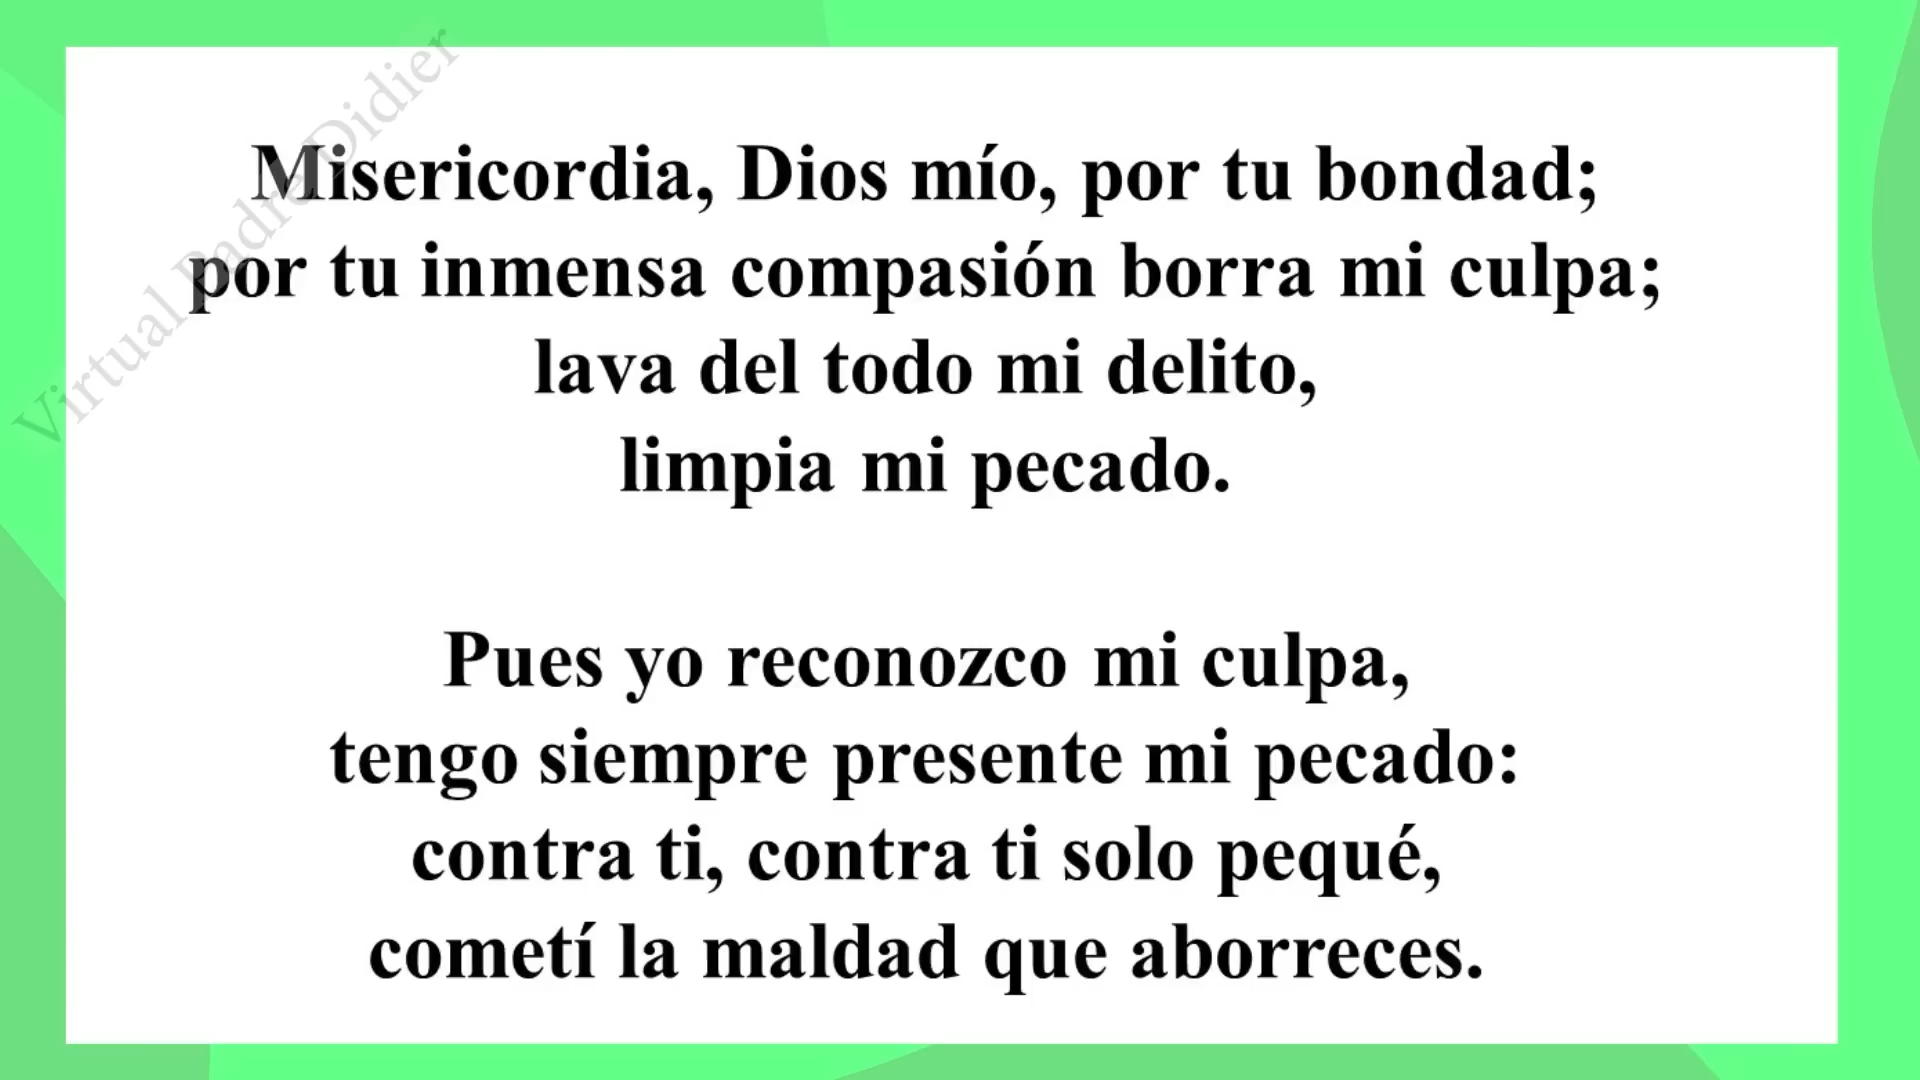 Virtual Padre Didier
Misericordia, Dios mío, por tu bondad;
por tu inmensa compasión borra mi culpa;
lava del todo mi delito,
limpia mi pecado.
Pues yo reconozco mi culpa,
tengo siempre presente mi pecado:
contra ti, contra ti solo pequé,
cometí la maldad que aborreces.